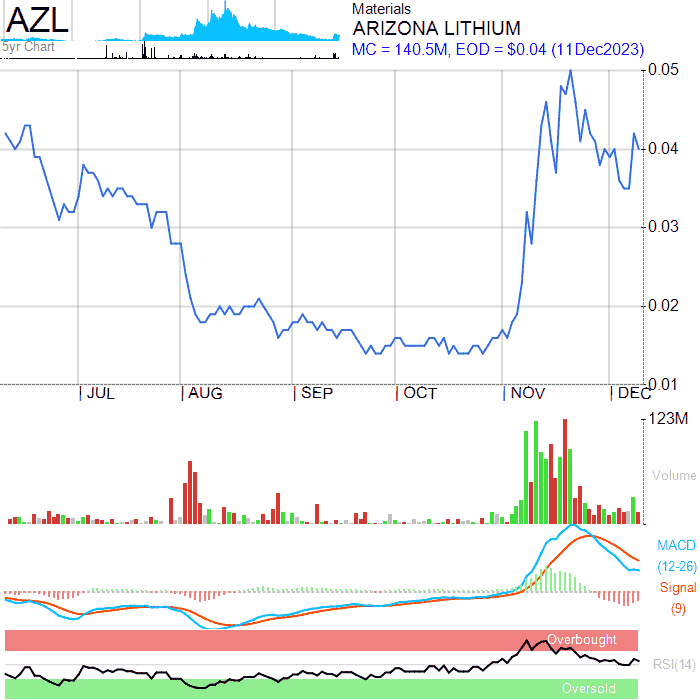 AZL
5yr Chart
Materials
ARIZONA LITHIUM
MC = 140.5M, EOD = $0.04 (11Dec2023)
0.05
0.04
0.03
0.02
0.01
JUL AUG SEP OCT NOV DEC
123M
Volume
MACD
(12-26)
Signal
(9)
Overbought
RSI(14)
Oversold